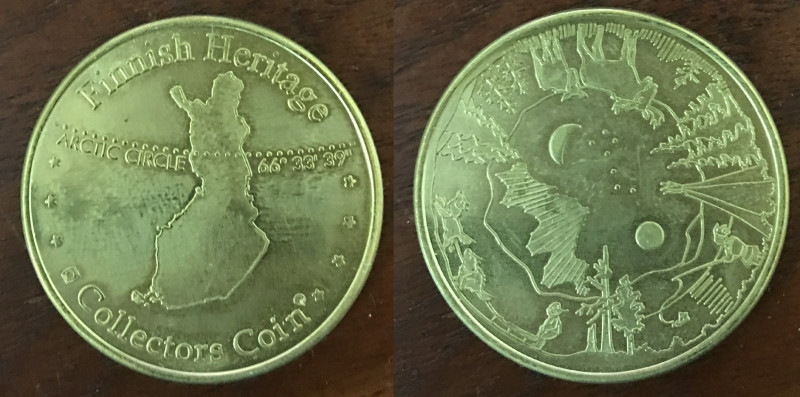 Finnish Heritage
ARCTIC CIRCLE 66° 33' 39"
Collectors Coin®